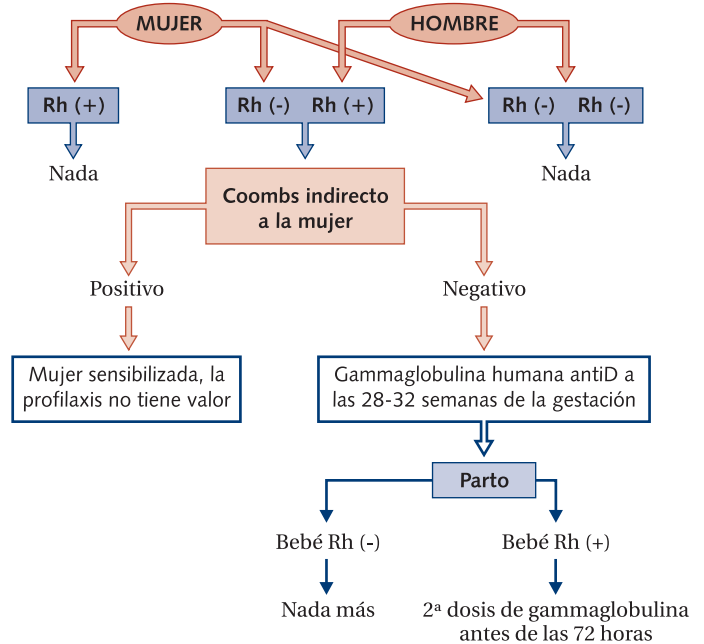 MUJER
HOMBRE
Rh (+)
Rh (-) Rh (+)
Rh (-) Rh (-)
Nada
Nada
Coombs indirecto
a la mujer
Positivo
Negativo
Mujer sensibilizada, la
profilaxis no tiene valor
Gammaglobulina humana antiD a
las 28-32 semanas de la gestación
Parto
Bebé Rh (-)
Bebé Rh (+)
Nada más
2ª dosis de gammaglobulina
antes de las 72 horas